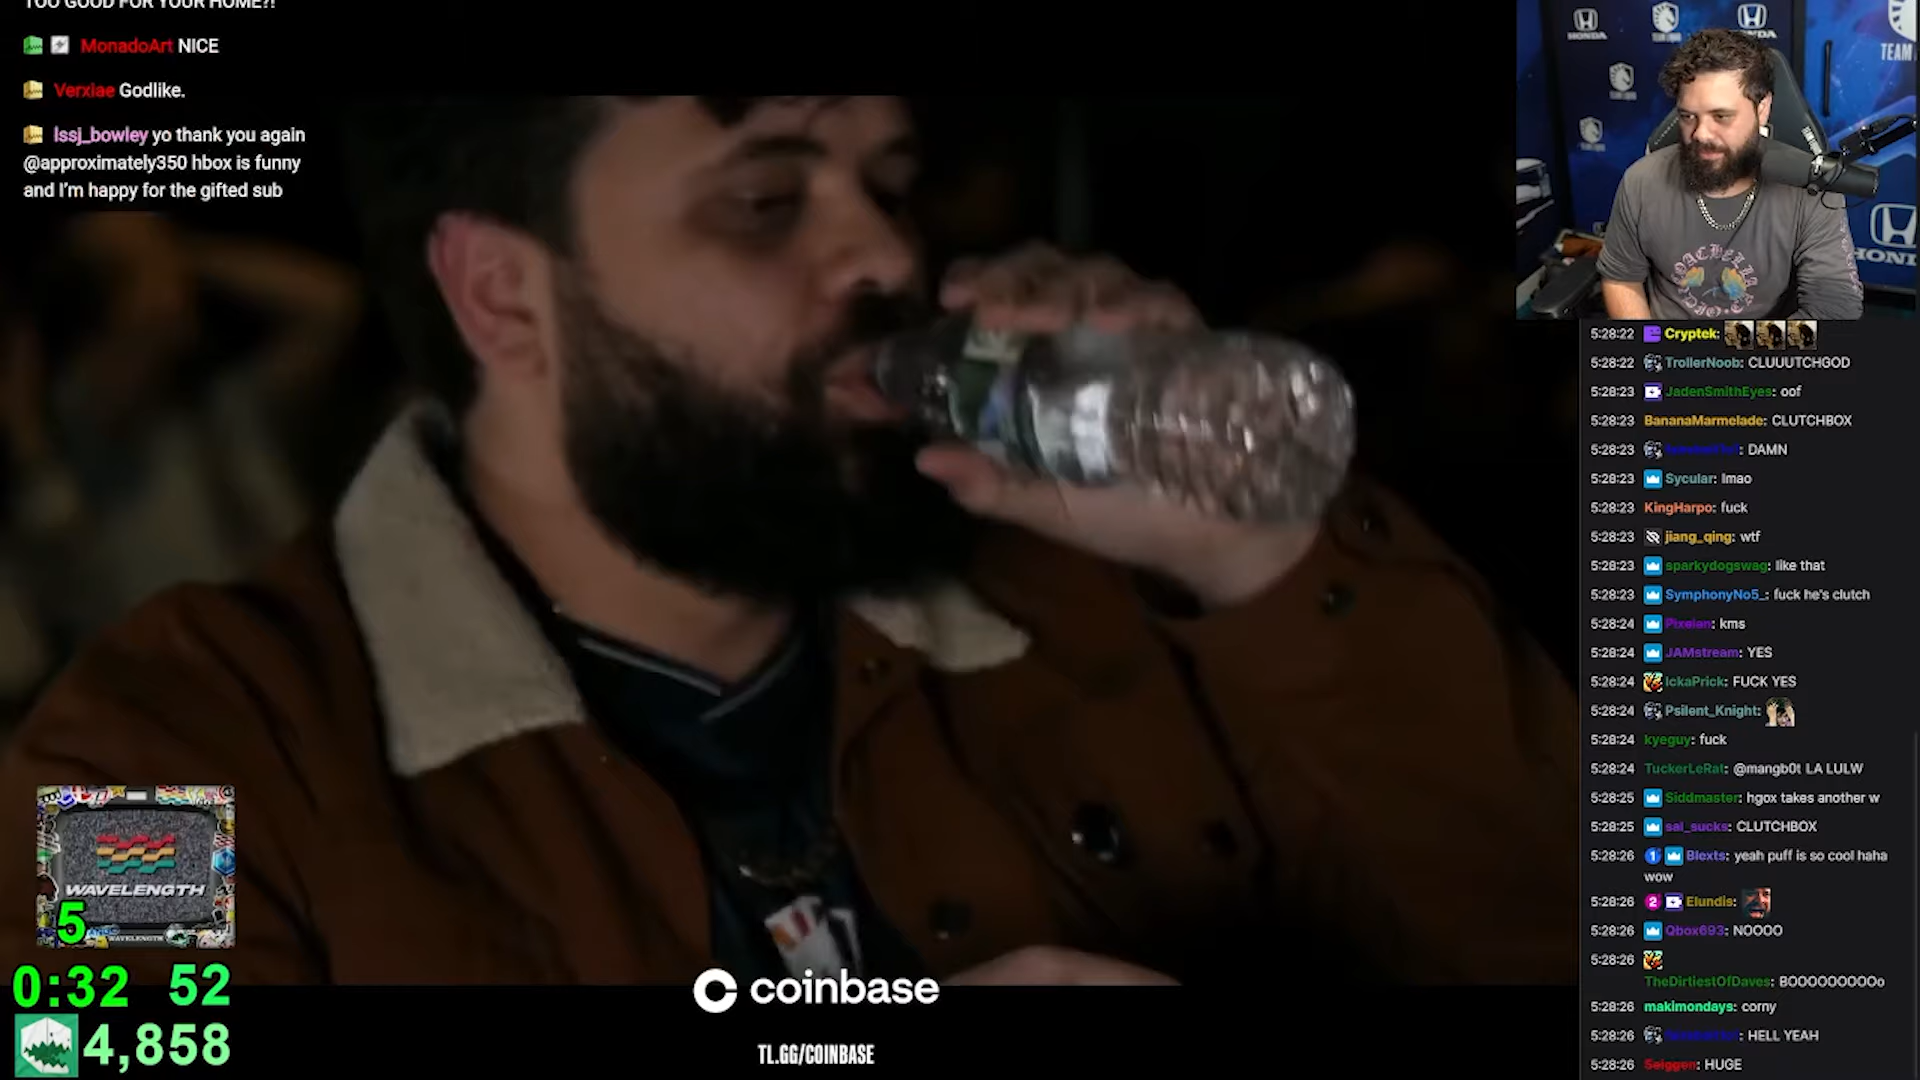 TOO GOOD FOR YOUR HOME?!
MonadoArt NICE
Verxiae Godlike.
lssj_bowley yo thank you again
@approximately350 hbox is funny
and I'm happy for the gifted sub
WAVELENGTH
5
WAVELENGTH
0:32 52
4,858
coinbase
TL.GG/COINBASE
HONDA
TEAM
HONDA
5:28:22 Cryptek:
5:28:22 TrollerNoob: CLUUUTCHGOD
5:28:23 JadenSmithEyes: oof
5:28:23 BananaMarmelade: CLUTCHBOX
5:28:23 : DAMN
5:28:23 Sycular: lmao
5:28:23 KingHarpo: fuck
5:28:23 jiang_qing: wtf
5:28:23 sparkydogswag: like that
5:28:23 SymphonyNo5_: fuck he's clutch
5:28:24 Pixelan: kms
5:28:24 JAMstream: YES
5:28:24 IckaPrick: FUCK YES
5:28:24 Psilent_Knight:
5:28:24 kyeguy: fuck
5:28:24 TuckerLeRat: @mangb0t LA LULW
5:28:25 Siddmaster: hgox takes another w
5:28:25 sal_sucks: CLUTCHBOX
5:28:26 1 Blexts: yeah puff is so cool haha
wow
5:28:26 2 Elundis:
5:28:26 Qbox693: NOOOO
5:28:26
TheDirtiestOfDaves: BOOOOOOOOOo
5:28:26 makimondays: corny
5:28:26 : HELL YEAH
5:28:26 Seiggen: HUGE